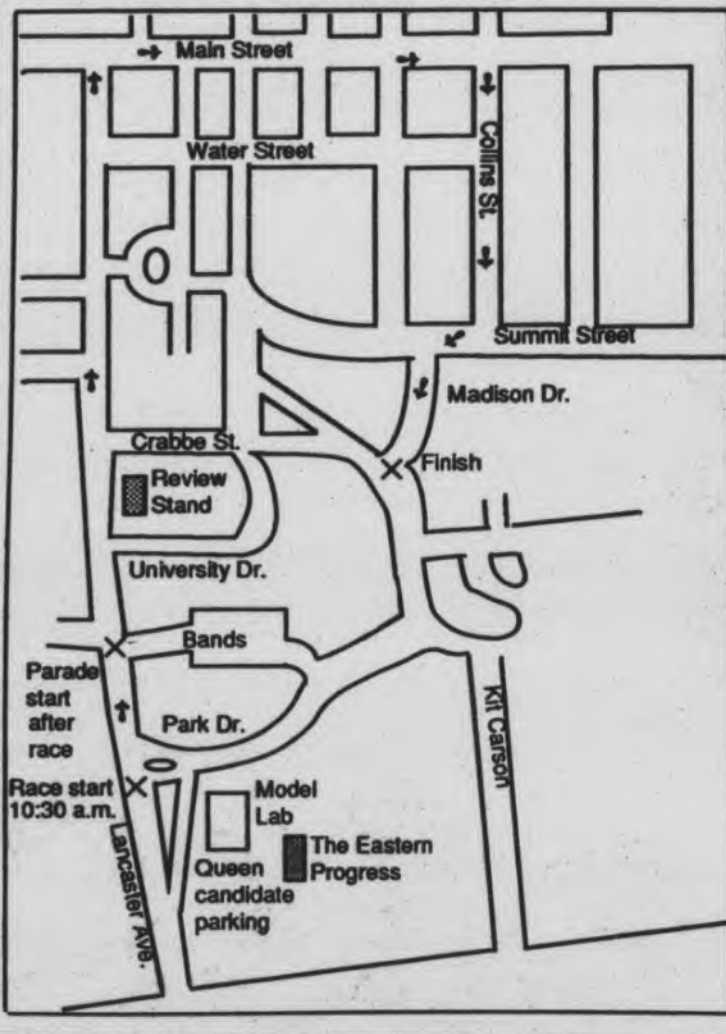 Main Street
Water Street
Collins St.
Summit Street
Madison Dr.
Crabbe St.
Finish
Review
Stand
University Dr.
Bands
Parade
start
after
race
Park Dr.
Kit Carson
Race start
10:30 a.m.
Model
Lab
Lancaster Ave.
The Eastern
Progress
Queen
candidate
parking